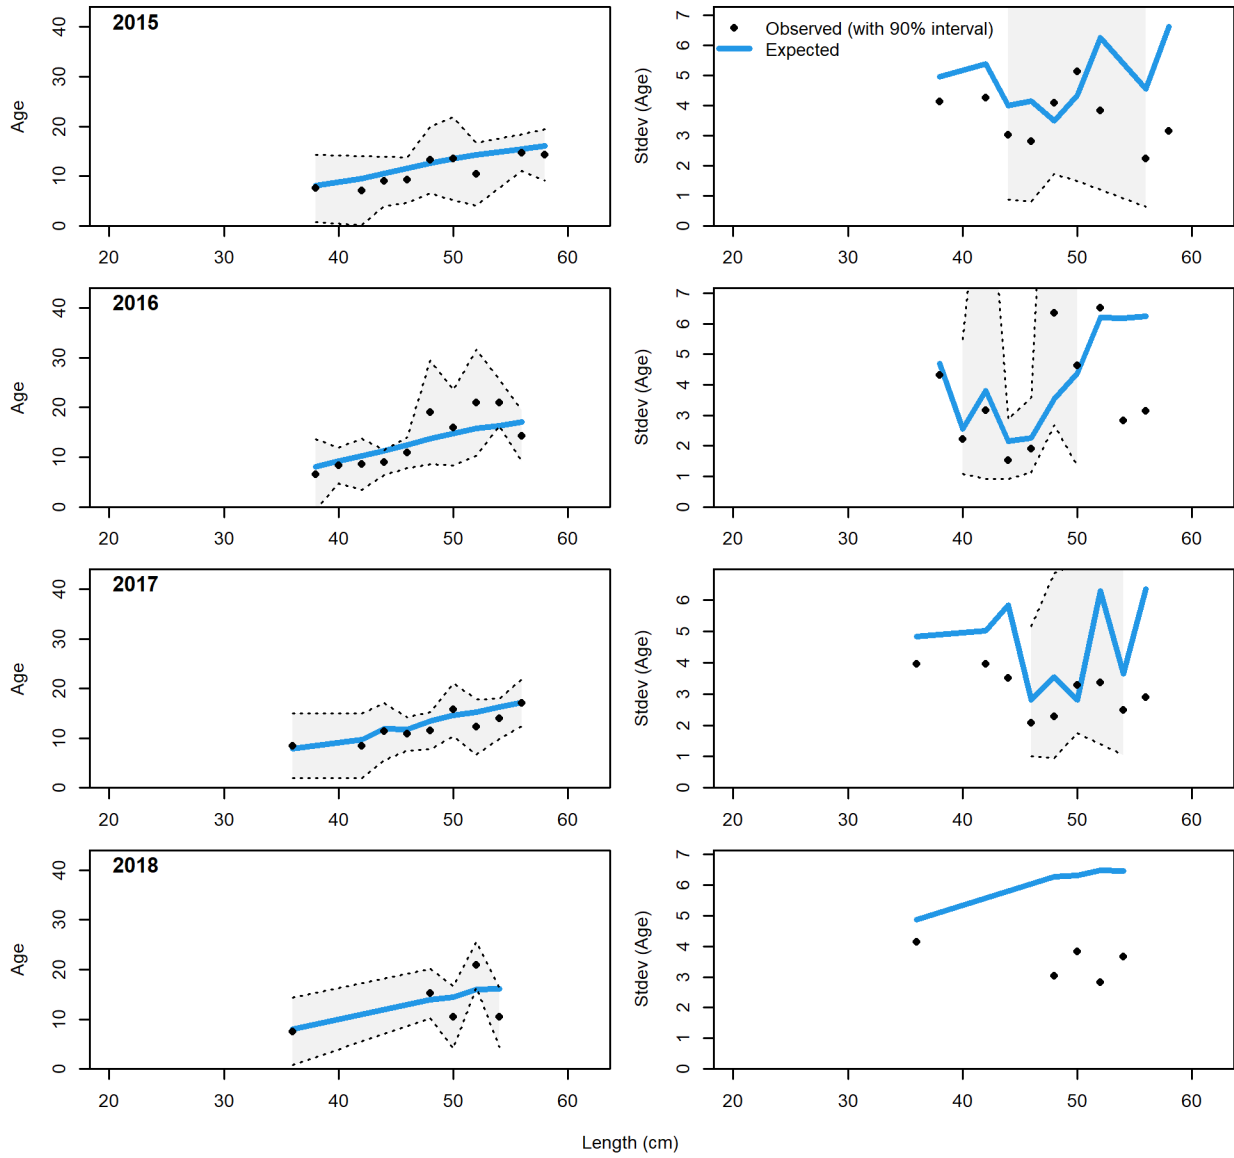 2015
Age
0 10 20 30 40
20 30 40 50 60
Observed (with 90% interval)
Expected
Stdev (Age)
0 1 2 3 4 5 6 7
20 30 40 50 60
2016
Age
0 10 20 30 40
20 30 40 50 60
Stdev (Age)
0 1 2 3 4 5 6 7
20 30 40 50 60
2017
Age
0 10 20 30 40
20 30 40 50 60
Stdev (Age)
0 1 2 3 4 5 6
20 30 40 50 60
2018
Age
0 10 20 30 40
20 30 40 50 60
Stdev (Age)
0 1 2 3 4 5 6 7
20 30 40 50 60
Length (cm)